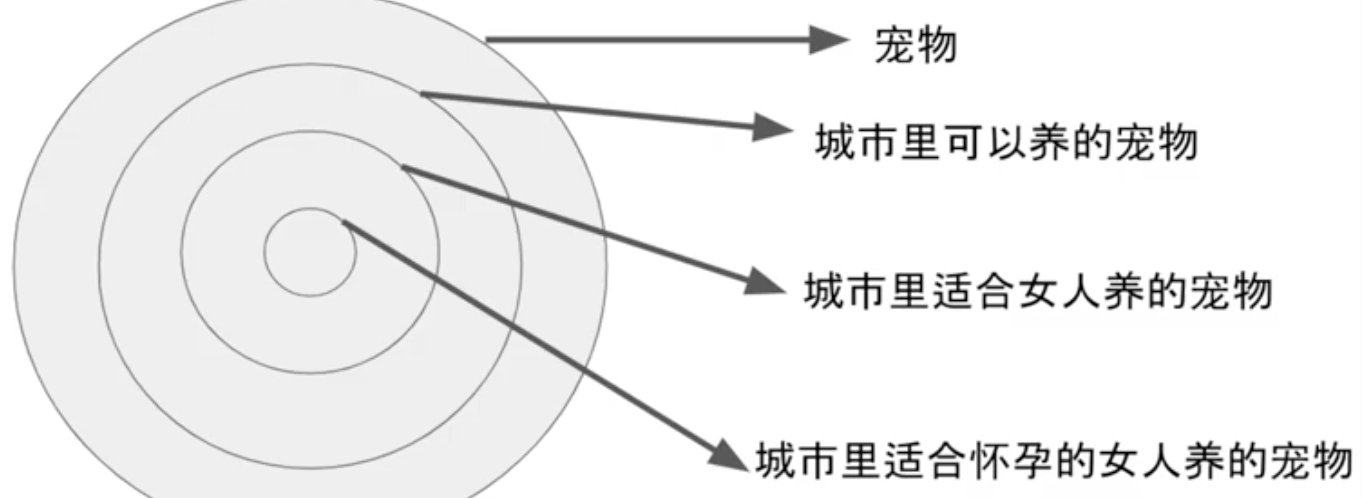 宠物
城市里可以养的宠物
城市里适合女人养的宠物
城市里适合怀孕的女人养的宠物